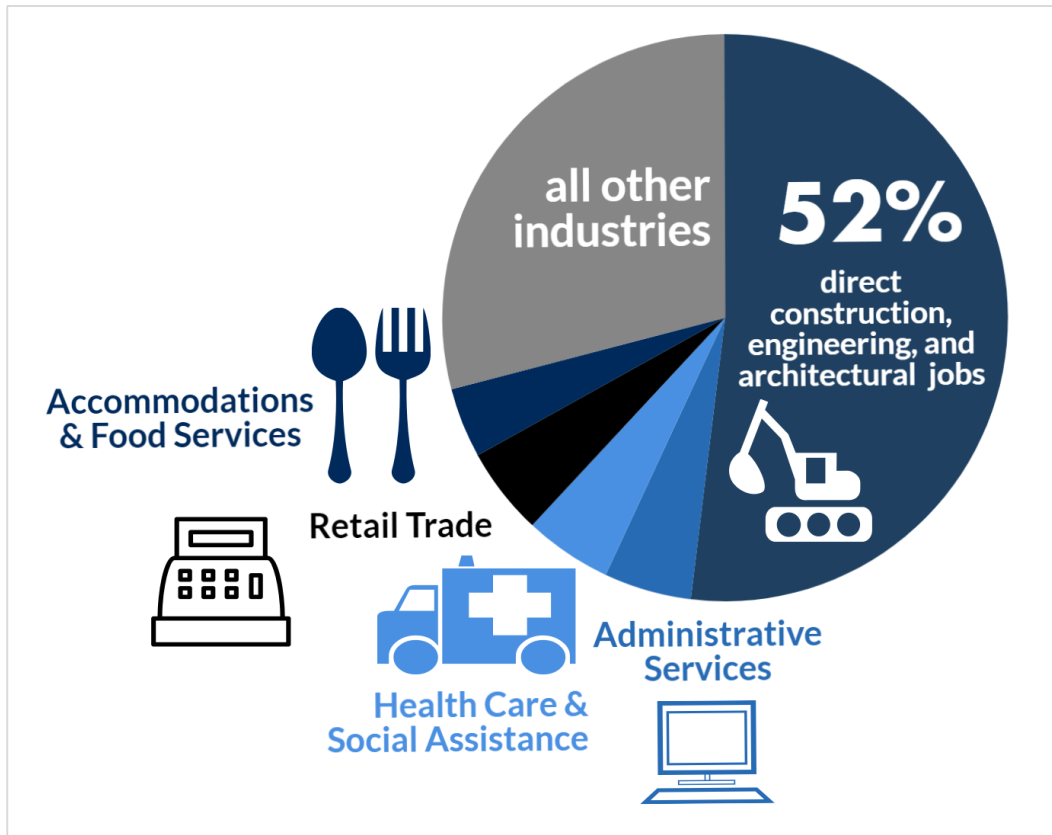 all other
industries
52%
direct
construction,
engineering, and
architectural jobs
Accommodations
& Food Services
Retail Trade
Health Care &
Social Assistance
Administrative
Services